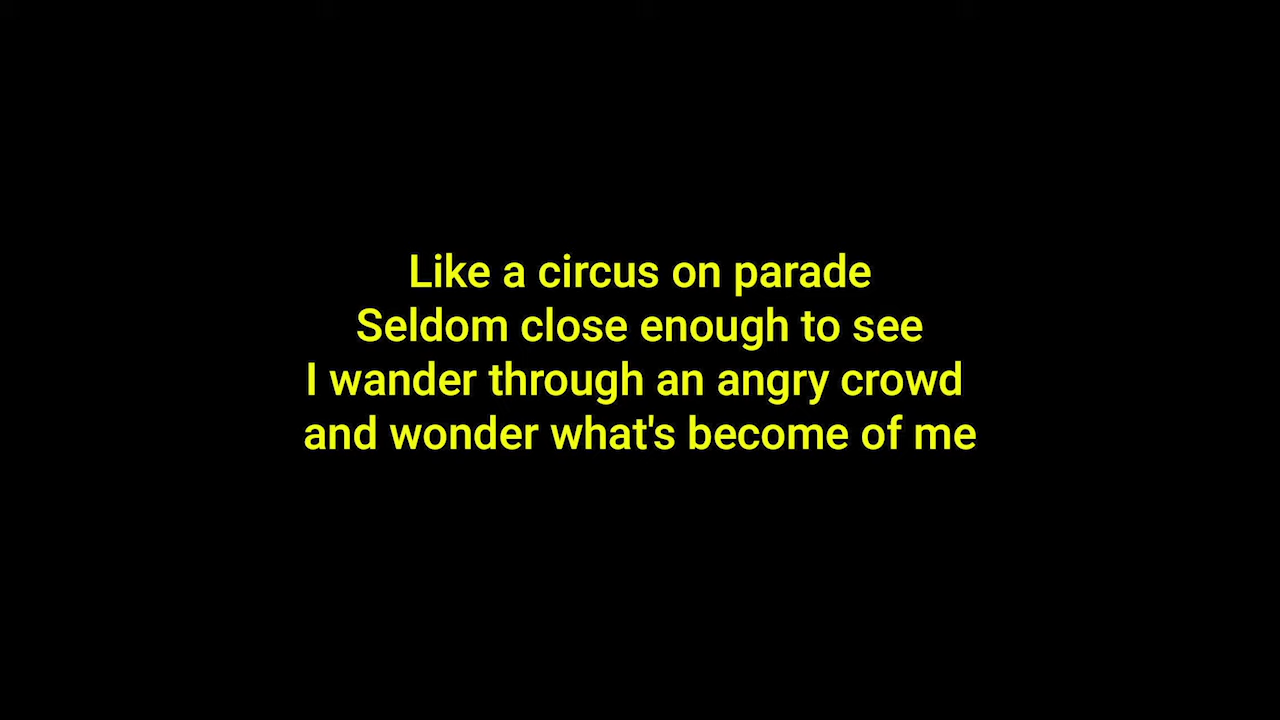 Like a circus on parade
Seldom close enough to see
I wander through an angry crowd
and wonder what's become of me